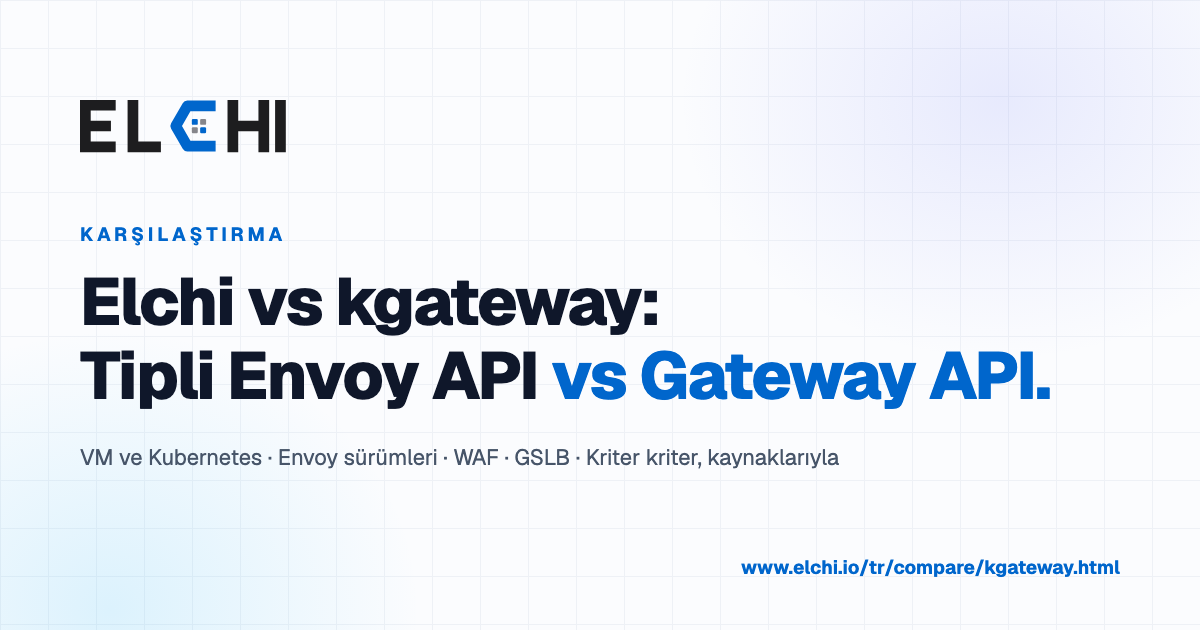 ELCHI
KARŞILAŞTIRMA
Elchi vs kgateway:
Tipli Envoy API vs Gateway API.
VM ve Kubernetes · Envoy sürümleri · WAF · GSLB · Kriter kriter, kaynaklarıyla
www.elchi.io/tr/compare/kgateway.html